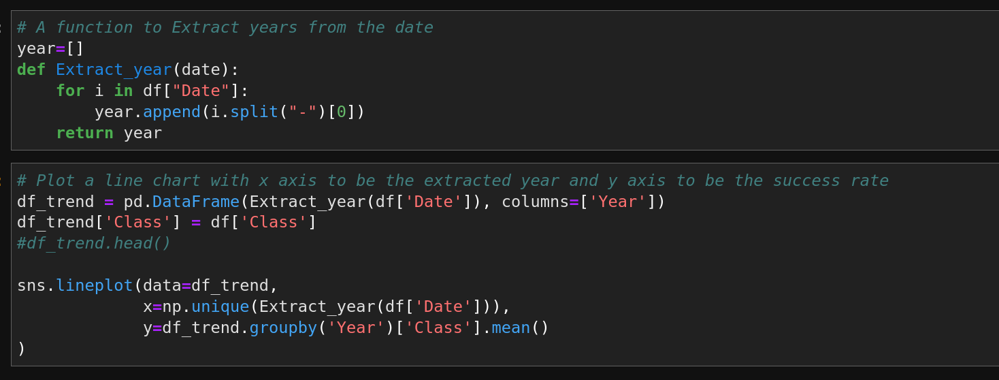 # A function to Extract years from the date
year=[]
def Extract_year(date):
    for i in df["Date"]:
        year.append(i.split("-")[0])
    return year
# Plot a line chart with x axis to be the extracted year and y axis to be the success rate
df_trend = pd.DataFrame(Extract_year(df['Date']), columns=['Year'])
df_trend['Class'] = df['Class']
#df_trend.head()

sns.lineplot(data=df_trend,
             x=np.unique(Extract_year(df['Date'])),
             y=df_trend.groupby('Year')['Class'].mean()
)